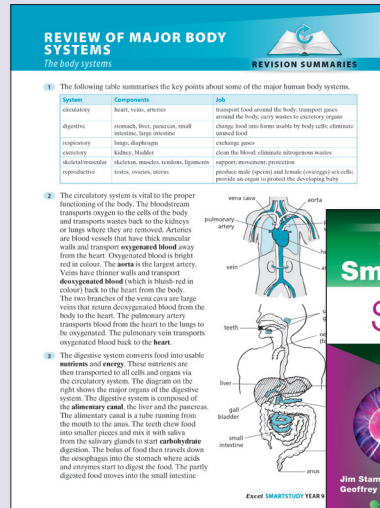 REVIEW OF MAJOR BODY
SYSTEMS
The body systems
REVISION SUMMARIES
1 The following table summarises the key points about some of the major human body systems.
System Components Job
circulatory heart, veins, arteries transport food around the body; transport gases
around the body; carry wastes to excretory organs
digestive stomach, liver, pancreas, small
intestine, large intestine change food into forms usable by body cells; eliminate
unused food
respiratory lungs, diaphragm exchange gases
excretory kidney, bladder clean the blood; eliminate nitrogenous wastes
skeletal/muscular skeleton, muscles, tendons, ligaments support; movement; protection
reproductive testes, ovaries, uterus produce male (sperm) and female (ova/eggs) sex cells;
provide an organ to protect the developing baby
2 The circulatory system is vital to the proper
functioning of the body. The bloodstream
transports oxygen to the cells of the body
and transports wastes back to the kidneys
or lungs where they are removed. Arteries
are blood vessels that have thick muscular
walls and transport oxygenated blood away
from the heart. Oxygenated blood is bright
red in colour. The aorta is the largest artery.
Veins have thinner walls and transport
deoxygenated blood (which is bluish-red in
colour) back to the heart from the body.
The two branches of the vena cava are large
veins that return deoxygenated blood from the
body to the heart. The pulmonary artery
transports blood from the heart to the lungs to
be oxygenated. The pulmonary vein transports
oxygenated blood back to the heart.
vena cava
aorta
pulmonary
artery
vein
3 The digestive system converts food into usable
nutrients and energy. These nutrients are
then transported to all cells and organs via
the circulatory system. The diagram on the
right shows the major organs of the digestive
system. The digestive system is composed of
the alimentary canal, the liver and the pancreas.
The alimentary canal is a tube running from
the mouth to the anus. The teeth chew food
into smaller pieces and mix it with saliva
from the salivary glands to start carbohydrate
digestion. The bolus of food then travels down
the oesophagus into the stomach where acids
and enzymes start to digest the food. The partly
digested food moves into the small intestine
teeth
liver
gall
bladder
small
intestine
anus
Excel SMARTSTUDY YEAR 9
Sm
S
Jim Stam
Geoffrey